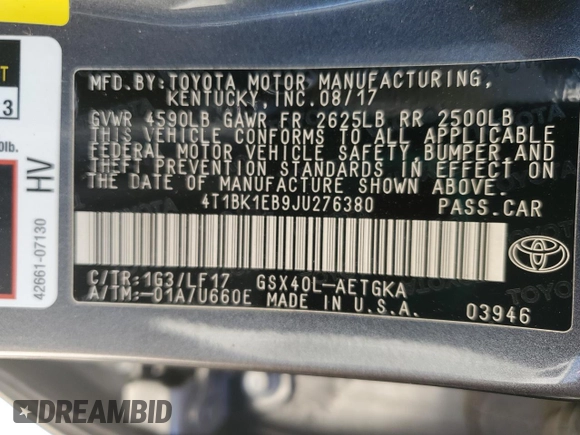 MFD.BY:TOYOTA MOTOR MANUFACTURING,
KENTUCKY,INC.08/17
GVWR 4590LB GAWR FR 2625LB RR 2500LB
THIS VEHICLE CONFORMS TO ALL APPLICABLE
FEDERAL MOTOR VEHICLE SAFETY,BUMPER,AND
THEFT PREVENTION STANDARDS IN EFFECT ON
THE DATE OF MANUFACTURE SHOWN ABOVE.
4T1BK1EB9JU276380 PASS.CAR
C/TR:1G3/LF17 GSX40L-AETGKA
A/TM:-01A/U660E MADE IN U.S.A. 03946
TOYOTA
T
3
0lb.
HV
42661-07130
DREAMBID